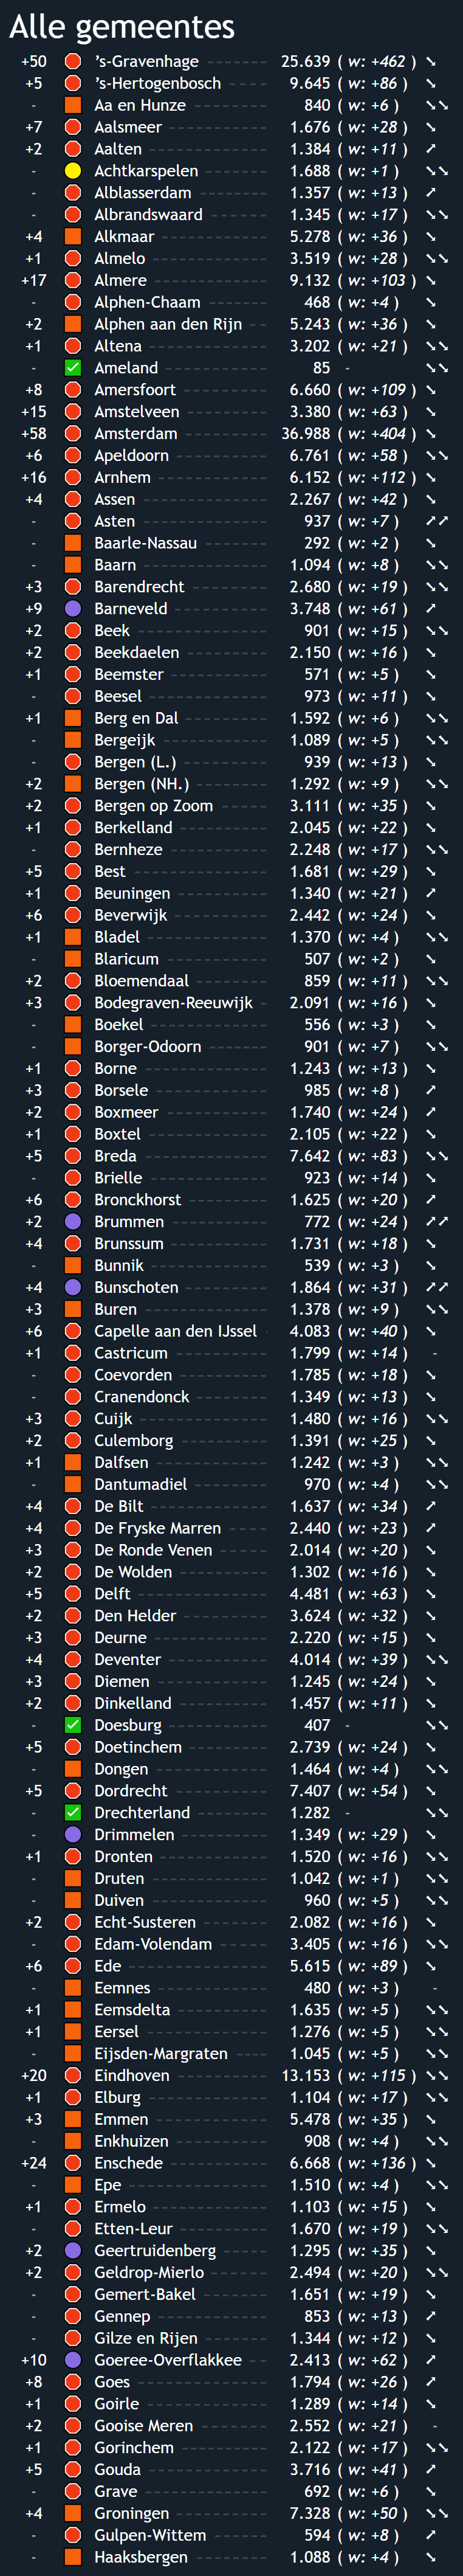 Alle gemeentes
+50 's-Gravenhage 25.639 ( w: +462 )
+5 's-Hertogenbosch 9.645 ( w: +86 )
- Aa en Hunze 840 ( w: +6 )
+7 Aalsmeer 1.676 ( w: +28 )
+2 Aalten 1.384 ( w: +11 )
- Achtkarspelen 1.688 ( w: +1 )
- Alblasserdam 1.357 ( w: +13 )
- Albrandswaard 1.345 ( w: +17 )
+4 Alkmaar 5.278 ( w: +36 )
+1 Almelo 3.519 ( w: +28 )
+17 Almere 9.132 ( w: +103 )
- Alphen-Chaam 468 ( w: +4 )
+2 Alphen aan den Rijn 5.243 ( w: +36 )
+1 Altena 3.202 ( w: +21 )
- Ameland 85 -
+8 Amersfoort 6.660 ( w: +109 )
+15 Amstelveen 3.380 ( w: +63 )
+58 Amsterdam 36.988 ( w: +404 )
+6 Apeldoorn 6.761 ( w: +58 )
+16 Arnhem 6.152 ( w: +112 )
+4 Assen 2.267 ( w: +42 )
- Asten 937 ( w: +7 )
- Baarle-Nassau 292 ( w: +2 )
- Baarn 1.094 ( w: +8 )
+3 Barendrecht 2.680 ( w: +19 )
+9 Barneveld 3.748 ( w: +61 )
+2 Beek 901 ( w: +15 )
+2 Beekdaelen 2.150 ( w: +16 )
+1 Beemster 571 ( w: +5 )
- Beesel 973 ( w: +11 )
+1 Berg en Dal 1.592 ( w: +6 )
- Bergeijk 1.089 ( w: +5 )
- Bergen (L.) 939 ( w: +13 )
+2 Bergen (NH.) 1.292 ( w: +9 )
+2 Bergen op Zoom 3.111 ( w: +35 )
+1 Berkelland 2.045 ( w: +22 )
- Bernheze 2.248 ( w: +17 )
+5 Best 1.681 ( w: +29 )
+1 Beuningen 1.340 ( w: +21 )
+6 Beverwijk 2.442 ( w: +24 )
+1 Bladel 1.370 ( w: +4 )
- Blaricum 507 ( w: +2 )
+2 Bloemendaal 859 ( w: +11 )
+3 Bodegraven-Reeuwijk 2.091 ( w: +16 )
- Boekel 556 ( w: +3 )
- Borger-Odoorn 901 ( w: +7 )
+1 Borne 1.243 ( w: +13 )
+3 Borsele 985 ( w: +8 )
+2 Boxmeer 1.740 ( w: +24 )
+1 Boxtel 2.105 ( w: +22 )
+5 Breda 7.642 ( w: +83 )
- Brielle 923 ( w: +14 )
+6 Bronckhorst 1.625 ( w: +20 )
+2 Brummen 772 ( w: +24 )
+4 Brunssum 1.731 ( w: +18 )
- Bunnik 539 ( w: +3 )
+4 Bunschoten 1.864 ( w: +31 )
+3 Buren 1.378 ( w: +9 )
+6 Capelle aan den IJssel 4.083 ( w: +40 )
+1 Castricum 1.799 ( w: +14 ) -
- Coevorden 1.785 ( w: +18 )
- Cranendonck 1.349 ( w: +13 )
+3 Cuijk 1.480 ( w: +16 )
+2 Culemborg 1.391 ( w: +25 )
+1 Dalfsen 1.242 ( w: +3 )
- Dantumadiel 970 ( w: +4 )
+4 De Bilt 1.637 ( w: +34 )
+4 De Fryske Marren 2.440 ( w: +23 )
+3 De Ronde Venen 2.014 ( w: +20 )
+2 De Wolden 1.302 ( w: +16 )
+5 Delft 4.481 ( w: +63 )
+2 Den Helder 3.624 ( w: +32 )
+3 Deurne 2.220 ( w: +15 )
+4 Deventer 4.014 ( w: +39 )
+3 Diemen 1.245 ( w: +24 )
+2 Dinkelland 1.457 ( w: +11 )
- Doesburg 407 -
+5 Doetinchem 2.739 ( w: +24 )
- Dongen 1.464 ( w: +4 )
+5 Dordrecht 7.407 ( w: +54 )
- Drechterland 1.282 -
- Drimmelen 1.349 ( w: +29 )
+1 Dronten 1.520 ( w: +16 )
- Druten 1.042 ( w: +1 )
- Duiven 960 ( w: +5 )
+2 Echt-Susteren 2.082 ( w: +16 )
- Edam-Volendam 3.405 ( w: +16 )
+6 Ede 5.615 ( w: +89 )
- Eemnes 480 ( w: +3 ) -
+1 Eemsdelta 1.635 ( w: +5 )
+1 Eersel 1.276 ( w: +5 )
- Eijsden-Margraten 1.045 ( w: +5 )
+20 Eindhoven 13.153 ( w: +115 )
+1 Elburg 1.104 ( w: +17 )
+3 Emmen 5.478 ( w: +35 )
- Enkhuizen 908 ( w: +4 )
+24 Enschede 6.668 ( w: +136 )
- Epe 1.510 ( w: +4 )
+1 Ermelo 1.103 ( w: +15 )
- Etten-Leur 1.670 ( w: +19 )
+2 Geertruidenberg 1.295 ( w: +35 )
+2 Geldrop-Mierlo 2.494 ( w: +20 )
- Gemert-Bakel 1.651 ( w: +19 )
- Gennep 853 ( w: +13 )
- Gilze en Rijen 1.344 ( w: +12 )
+10 Goeree-Overflakkee 2.413 ( w: +62 )
+8 Goes 1.794 ( w: +26 )
+1 Goirle 1.289 ( w: +14 )
+2 Gooise Meren 2.552 ( w: +21 ) -
+1 Gorinchem 2.122 ( w: +17 )
+5 Gouda 3.716 ( w: +41 )
- Grave 692 ( w: +6 )
+4 Groningen 7.328 ( w: +50 )
- Gulpen-Wittem 594 ( w: +8 )
- Haaksbergen 1.088 ( w: +4 )